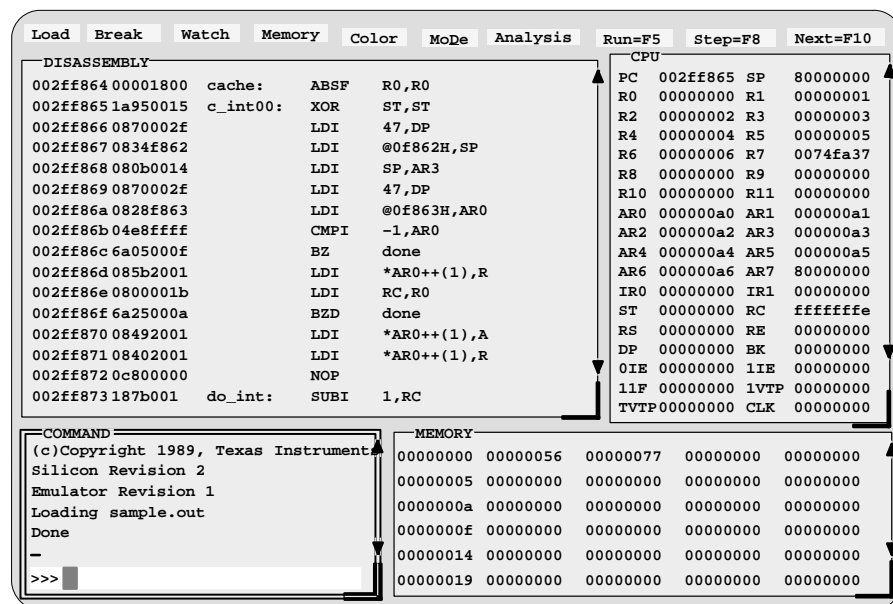 Load Break Watch Memory Color MoDe Analysis Run=F5 Step=F8 Next=F10
DISASSEMBLY
002ff864 00001800 cache: ABSF R0,R0
002ff865 1a950015 c_int00: XOR ST,ST
002ff866 0870002f LDI 47,DP
002ff867 0834f862 LDI @0f862H,SP
002ff868 080b0014 LDI SP,AR3
002ff869 0870002f LDI 47,DP
002ff86a 0828f863 LDI @0f863H,AR0
002ff86b 04e8ffff CMPI -1,AR0
002ff86c 6a05000f BZ done
002ff86d 085b2001 LDI *AR0++(1),R
002ff86e 0800001b LDI RC,R0
002ff86f 6a25000a BZD done
002ff870 08492001 LDI *AR0++(1),A
002ff871 08402001 LDI *AR0++(1),R
002ff872 0c800000 NOP
002ff873 187b001 do_int: SUBI 1,RC
CPU
PC 002ff865 SP 80000000
R0 00000000 R1 00000001
R2 00000002 R3 00000003
R4 00000004 R5 00000005
R6 00000006 R7 0074fa37
R8 00000000 R9 00000000
R10 00000000 R11 00000000
AR0 000000a0 AR1 000000a1
AR2 000000a2 AR3 000000a3
AR4 000000a4 AR5 000000a5
AR6 000000a6 AR7 80000000
IR0 00000000 IR1 00000000
ST 00000000 RC fffffffe
RS 00000000 RE 00000000
DP 00000000 BK 00000000
0IE 00000000 1IE 00000000
11F 00000000 1VTP 00000000
TVTP00000000 CLK 00000000
COMMAND
(c)Copyright 1989, Texas Instruments
Silicon Revision 2
Emulator Revision 1
Loading sample.out
Done
>>>
MEMORY
00000000 00000056 00000077 00000000 00000000
00000005 00000000 00000000 00000000 00000000
0000000a 00000000 00000000 00000000 00000000
0000000f 00000000 00000000 00000000 00000000
00000014 00000000 00000000 00000000 00000000
00000019 00000000 00000000 00000000 00000000